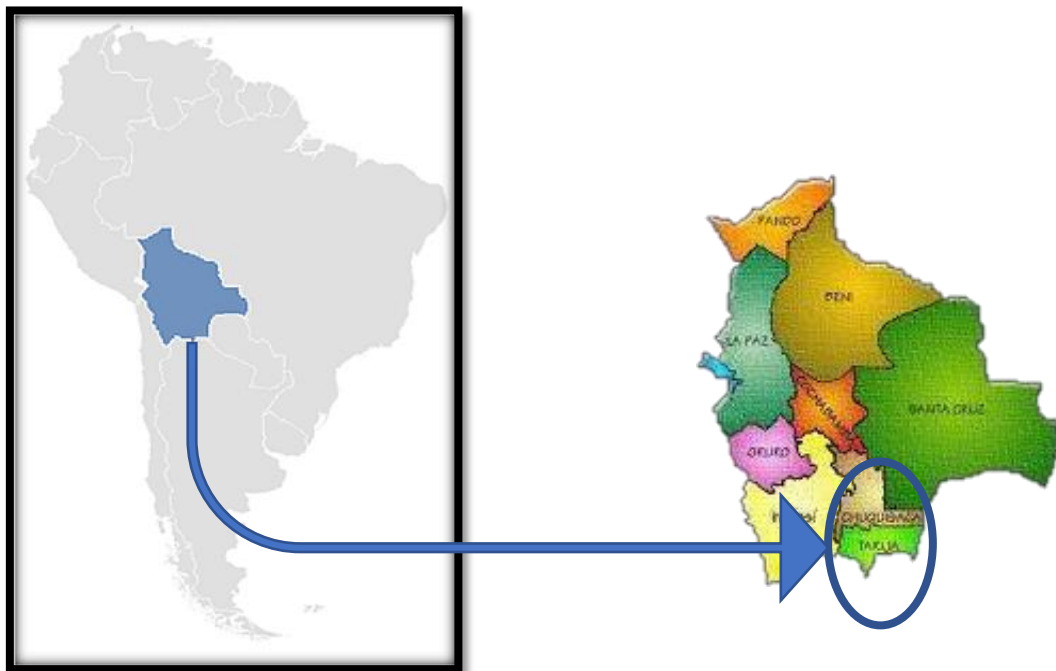 PANDO
BENI
LA PAZ
COCHABAMBA
SANTA CRUZ
ORURO
CHUQUISACA
TARIJA